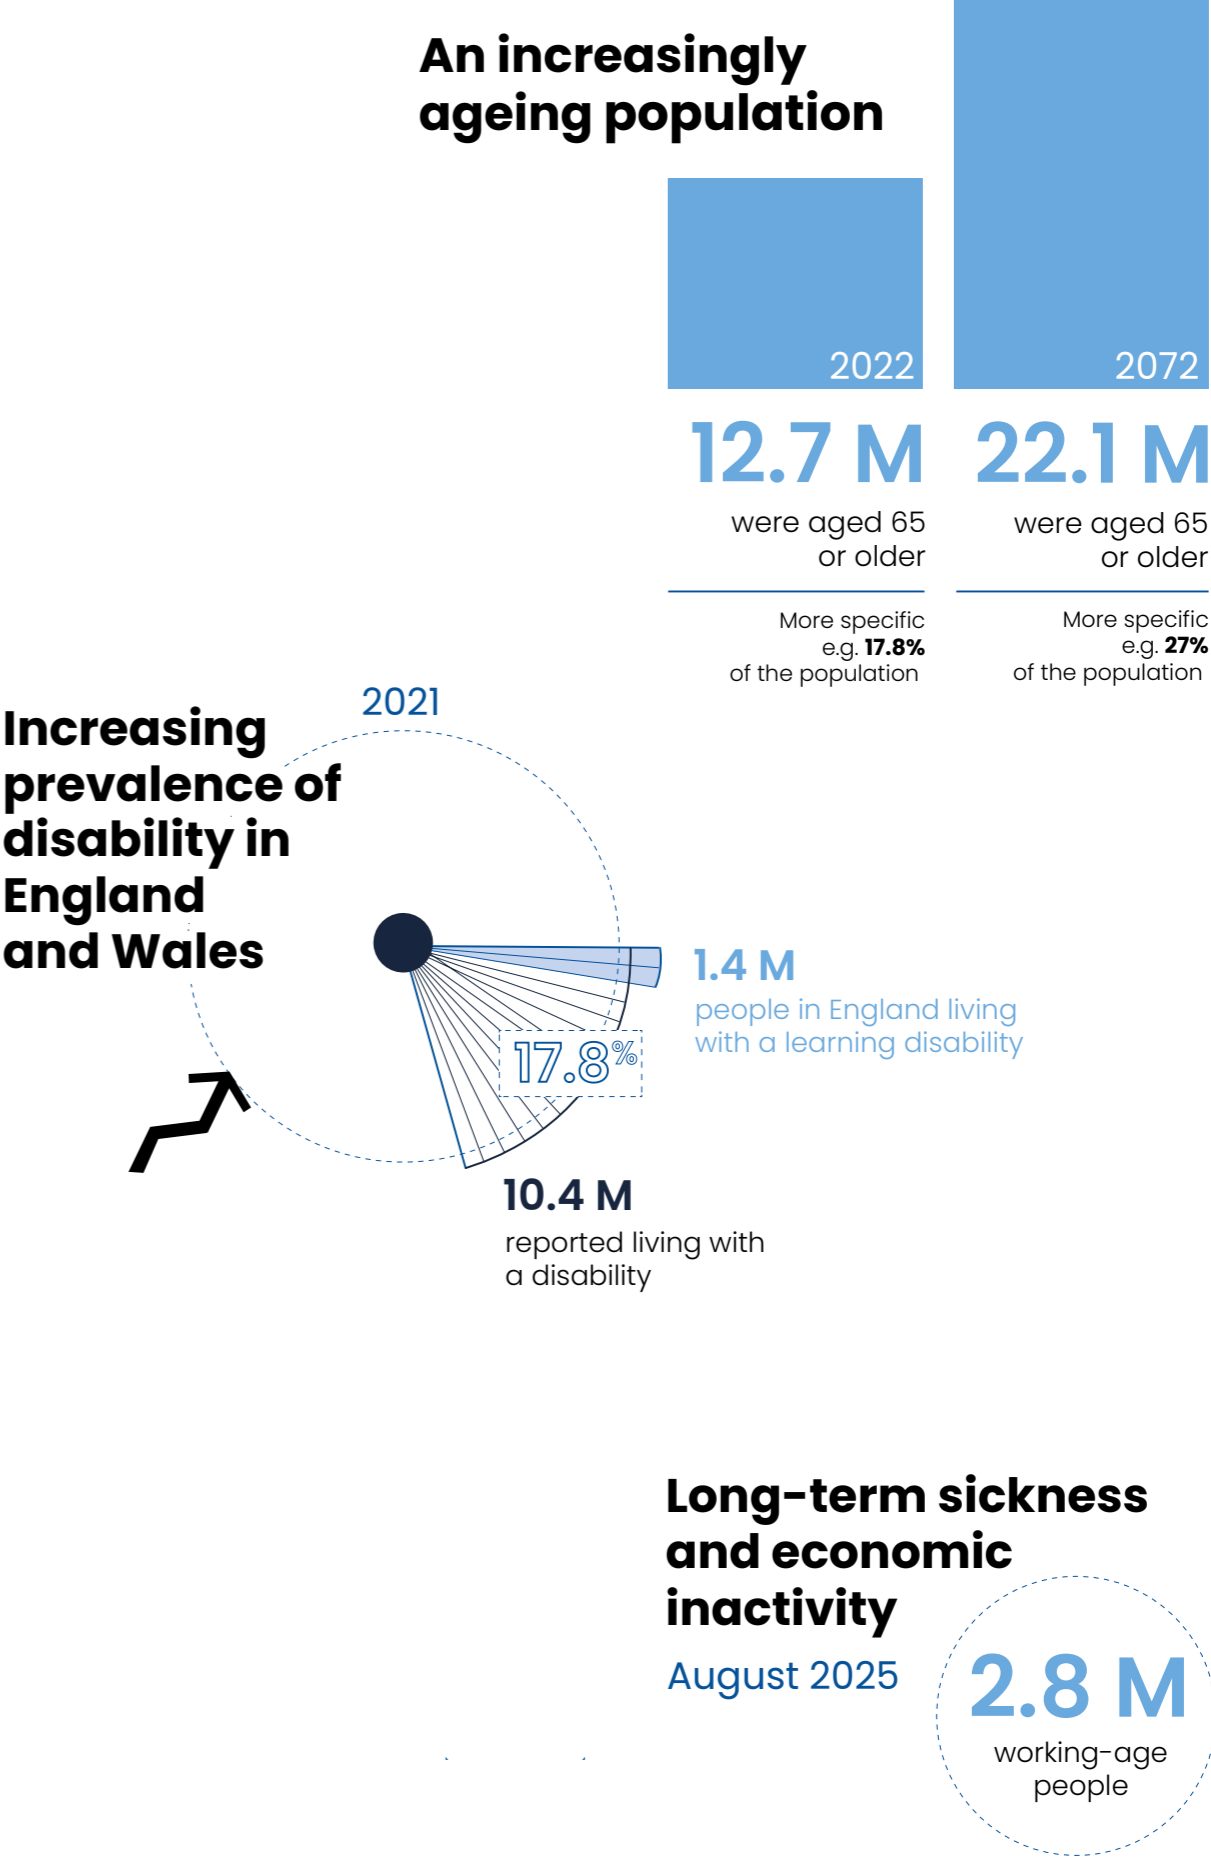 An increasingly
ageing population
2022
2072
12.7 M
were aged 65
or older
More specific
e.g. 17.8%
of the population
22.1 M
were aged 65
or older
More specific
e.g. 27%
of the population
Increasing
prevalence of
disability in
England
and Wales
2021
1.4 M
people in England living
with a learning disability
17.8%
10.4 M
reported living with
a disability
Long-term sickness
and economic
inactivity
August 2025
2.8 M
working-age
people